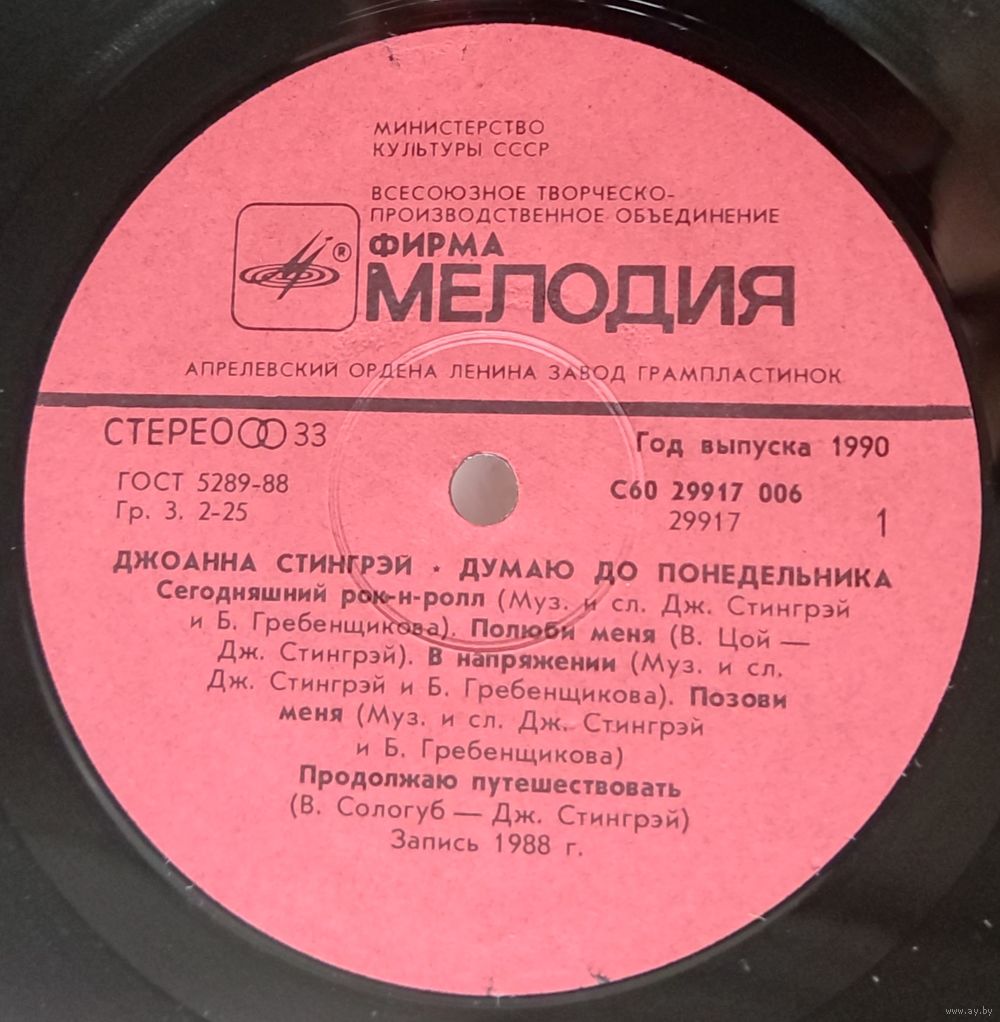 МИНИСТЕРСТВО
КУЛЬТУРЫ СССР
ВСЕСОЮЗНОЕ ТВОРЧЕСКО-
ПРОИЗВОДСТВЕННОЕ ОБЪЕДИНЕНИЕ
®
ФИРМА
МЕЛОДИЯ
АПРЕЛЕВСКИЙ ОРДЕНА ЛЕНИНА ЗАВОД ГРАМПЛАСТИНОК
СТЕРЕО 33
Год выпуска 1990
ГОСТ 5289-88
С60 29917 006
Гр. 3. 2-25
29917
1
ДЖОАННА СТИНГРЭЙ · ДУМАЮ ДО ПОНЕДЕЛЬНИКА
Сегодняшний рок-н-ролл (Муз. и сл. Дж. Стингрэй
и Б. Гребенщикова). Полюби меня (В. Цой —
Дж. Стингрэй). В напряжении (Муз. и сл.
Дж. Стингрэй и Б. Гребенщикова). Позови
меня (Муз. и сл. Дж. Стингрэй
и Б. Гребенщикова)
Продолжаю путешествовать
(В. Сологуб — Дж. Стингрэй)
Запись 1988 г.
www.ay.by